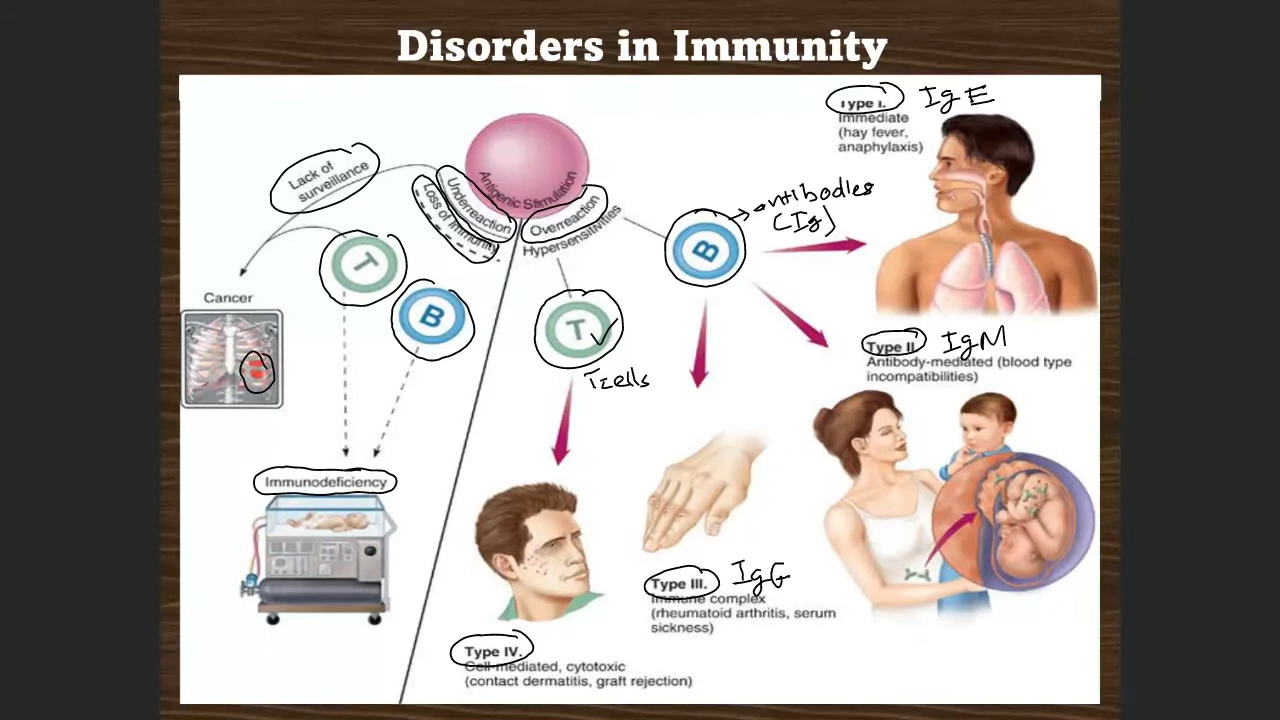 Disorders in Immunity
Type I.
IgE
Immediate
(hay fever,
anaphylaxis)
Lack of
surveillance
Antigenic Stimulation
Underreaction
Loss of Immunity
Overreaction
Hypersensitivities
antibodies
(Ig)
T
B
B
T
Tcells
Cancer
Type II
IgM
Antibody-mediated (blood type
incompatibilities)
Immunodeficiency
Type III.
IgG
Immune complex
(rheumatoid arthritis, serum
sickness)
Type IV.
Cell-mediated, cytotoxic
(contact dermatitis, graft rejection)